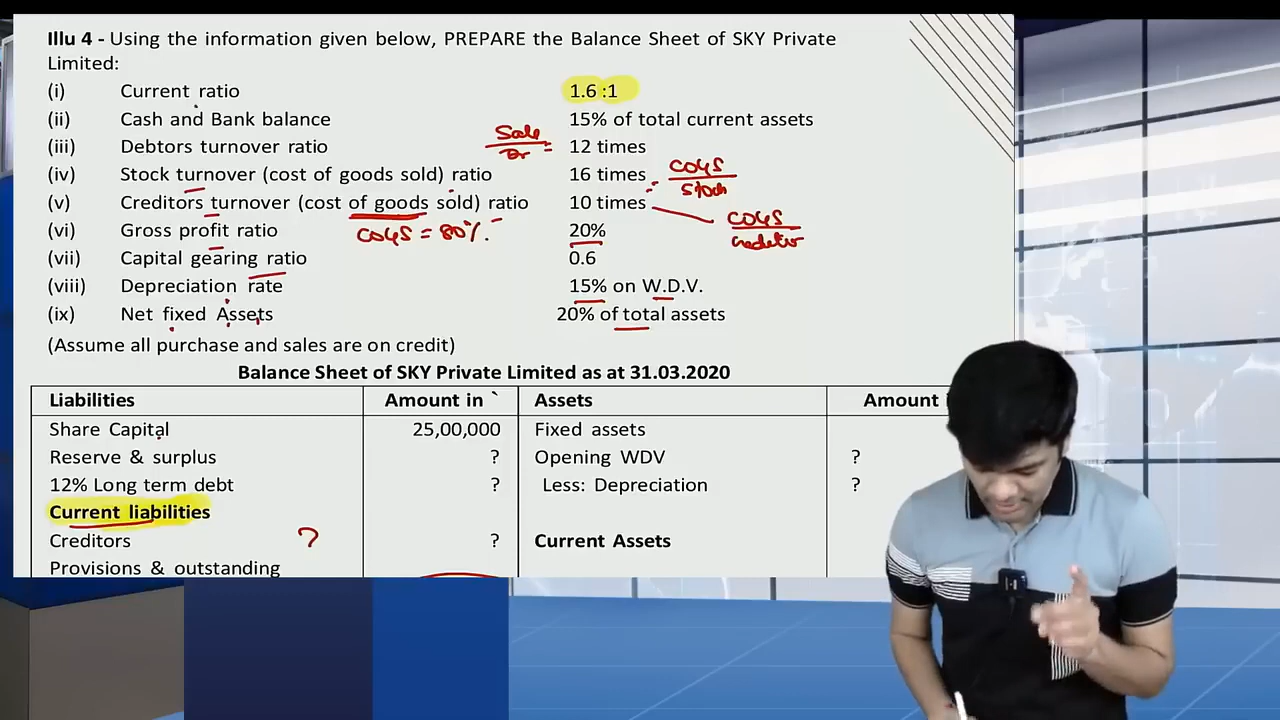 Illu 4 - Using the information given below, PREPARE the Balance Sheet of SKY Private
Limited:
(i) Current ratio 1.6 :1
(ii) Cash and Bank balance 15% of total current assets
(iii) Debtors turnover ratio Sale/Dr = 12 times
(iv) Stock turnover (cost of goods sold) ratio 16 times COGS/Stock
(v) Creditors turnover (cost of goods sold) ratio 10 times COGS/Creditor
(vi) Gross profit ratio COGS = 80%. 20%
(vii) Capital gearing ratio 0.6
(viii) Depreciation rate 15% on W.D.V.
(ix) Net fixed Assets 20% of total assets
(Assume all purchase and sales are on credit)
Balance Sheet of SKY Private Limited as at 31.03.2020
Liabilities Amount in ` Assets Amount
Share Capital 25,00,000 Fixed assets
Reserve & surplus ? Opening WDV ?
12% Long term debt ? Less: Depreciation ?
Current liabilities
Creditors ? ? Current Assets
Provisions & outstanding